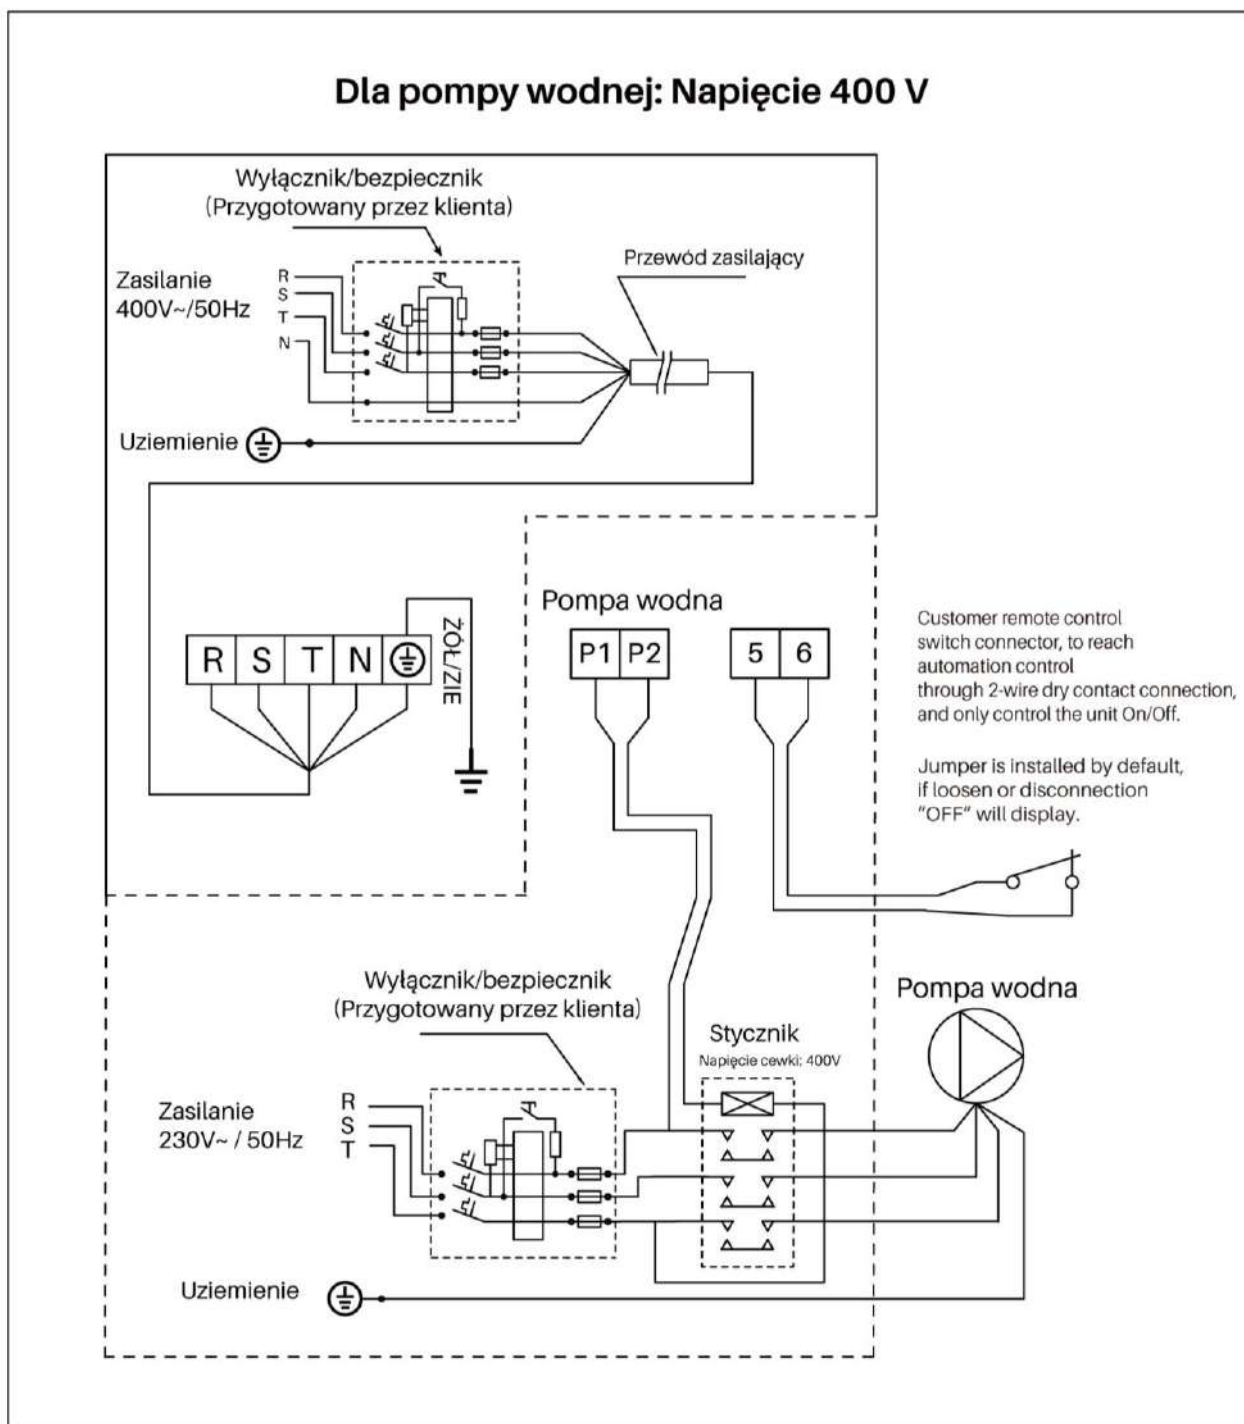 Dla pompy wodnej: Napięcie 400 V
Wyłącznik/bezpiecznik
(Przygotowany przez klienta)
Przewód zasilający
Zasilanie
400V~/50Hz
R
S
T
N
Uziemienie
R S T N
ŻÓŁ/ZIE
Pompa wodna
P1 P2
5 6
Customer remote control
switch connector, to reach
automation control
through 2-wire dry contact connection,
and only control the unit On/Off.
Jumper is installed by default,
if loosen or disconnection
"OFF" will display.
Wyłącznik/bezpiecznik
(Przygotowany przez klienta)
Stycznik
Napięcie cewki: 400V
Pompa wodna
Zasilanie
230V~ / 50Hz
R
S
T
Uziemienie